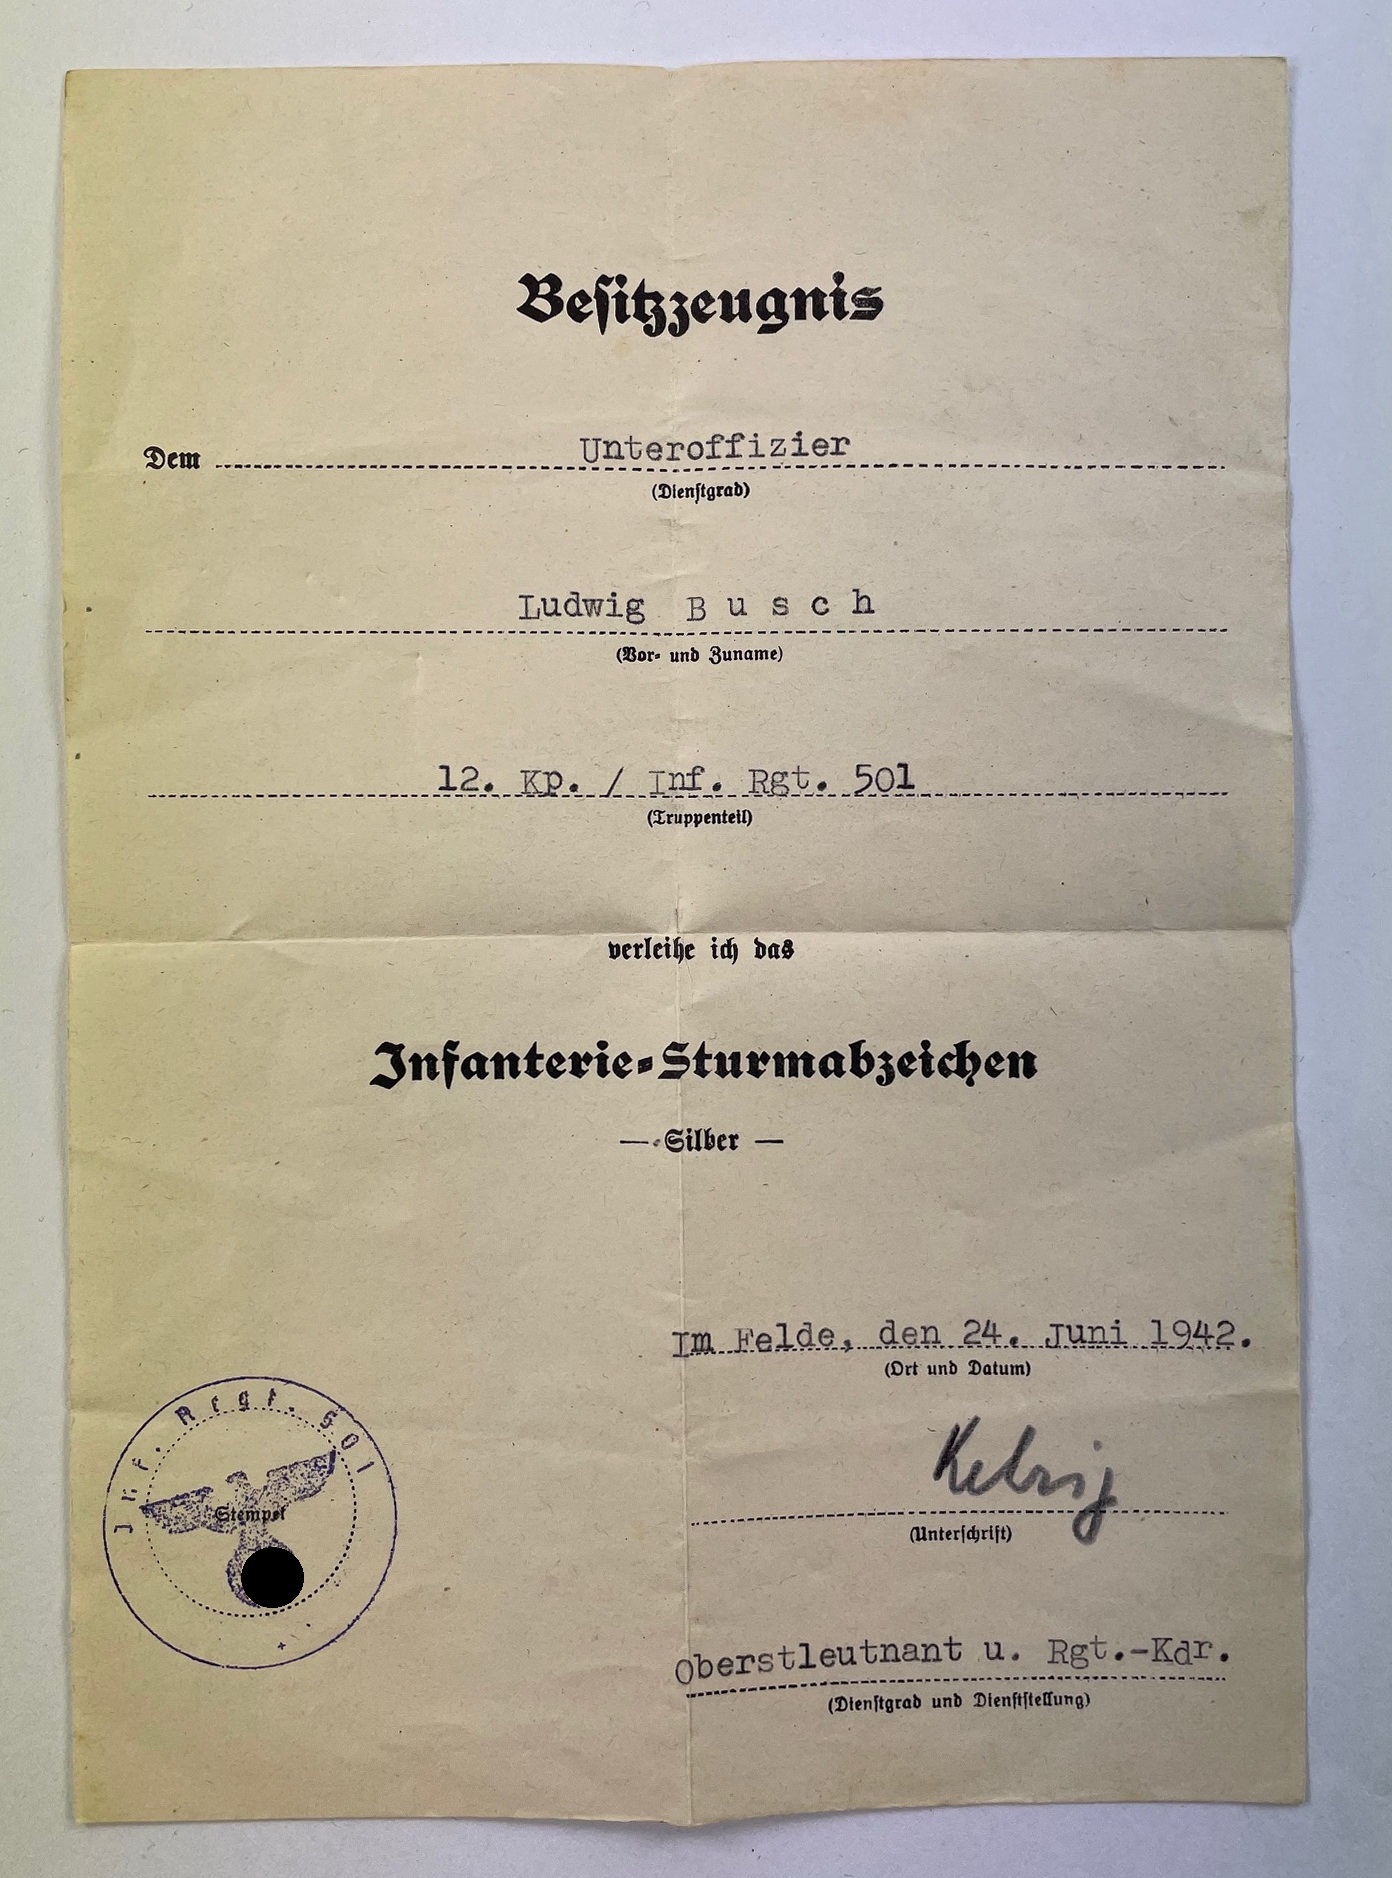 Besitzzeugnis
Dem Unteroffizier
(Dienstgrad)
Ludwig B u s c h
(Vor- und Zuname)
12. Kp. / Inf. Rgt. 501
(Truppenteil)
verleihe ich das
Infanterie-Sturmabzeichen
— Silber —
Im Felde, den 24. Juni 1942.
(Ort und Datum)
(Unterschrift)
Inf. Regt. 501
Stempel
Oberstleutnant u. Rgt.-Kdr.
(Dienstgrad und Dienststellung)